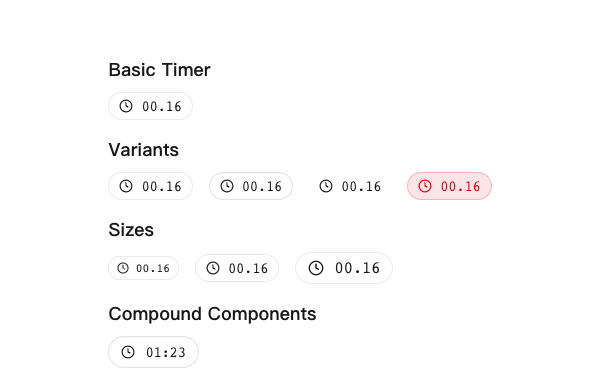 Basic Timer
00.16
Variants
00.16 00.16 00.16 00.16
Sizes
00.16 00.16 00.16
Compound Components
01:23